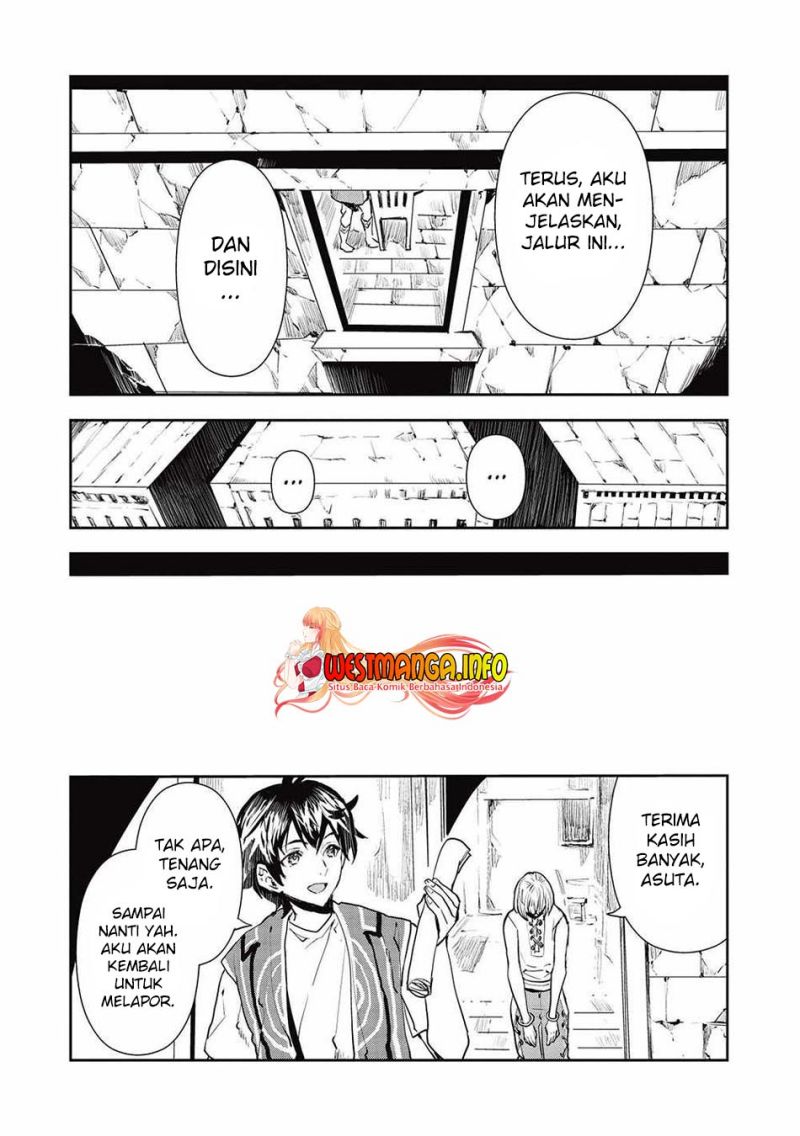 TERUS, AKU
AKAN MEN-
JELASKAN,
JALUR INI...
DAN
DISINI
...
...
...
WESTMANGA.INFO
Situs Baca Komik Berbahasa Indonesia
TERIMA
KASIH
BANYAK,
ASUTA.
TAK APA,
TENANG
SAJA.
SAMPAI
NANTI YAH.
AKU AKAN
KEMBALI
UNTUK
MELAPOR.